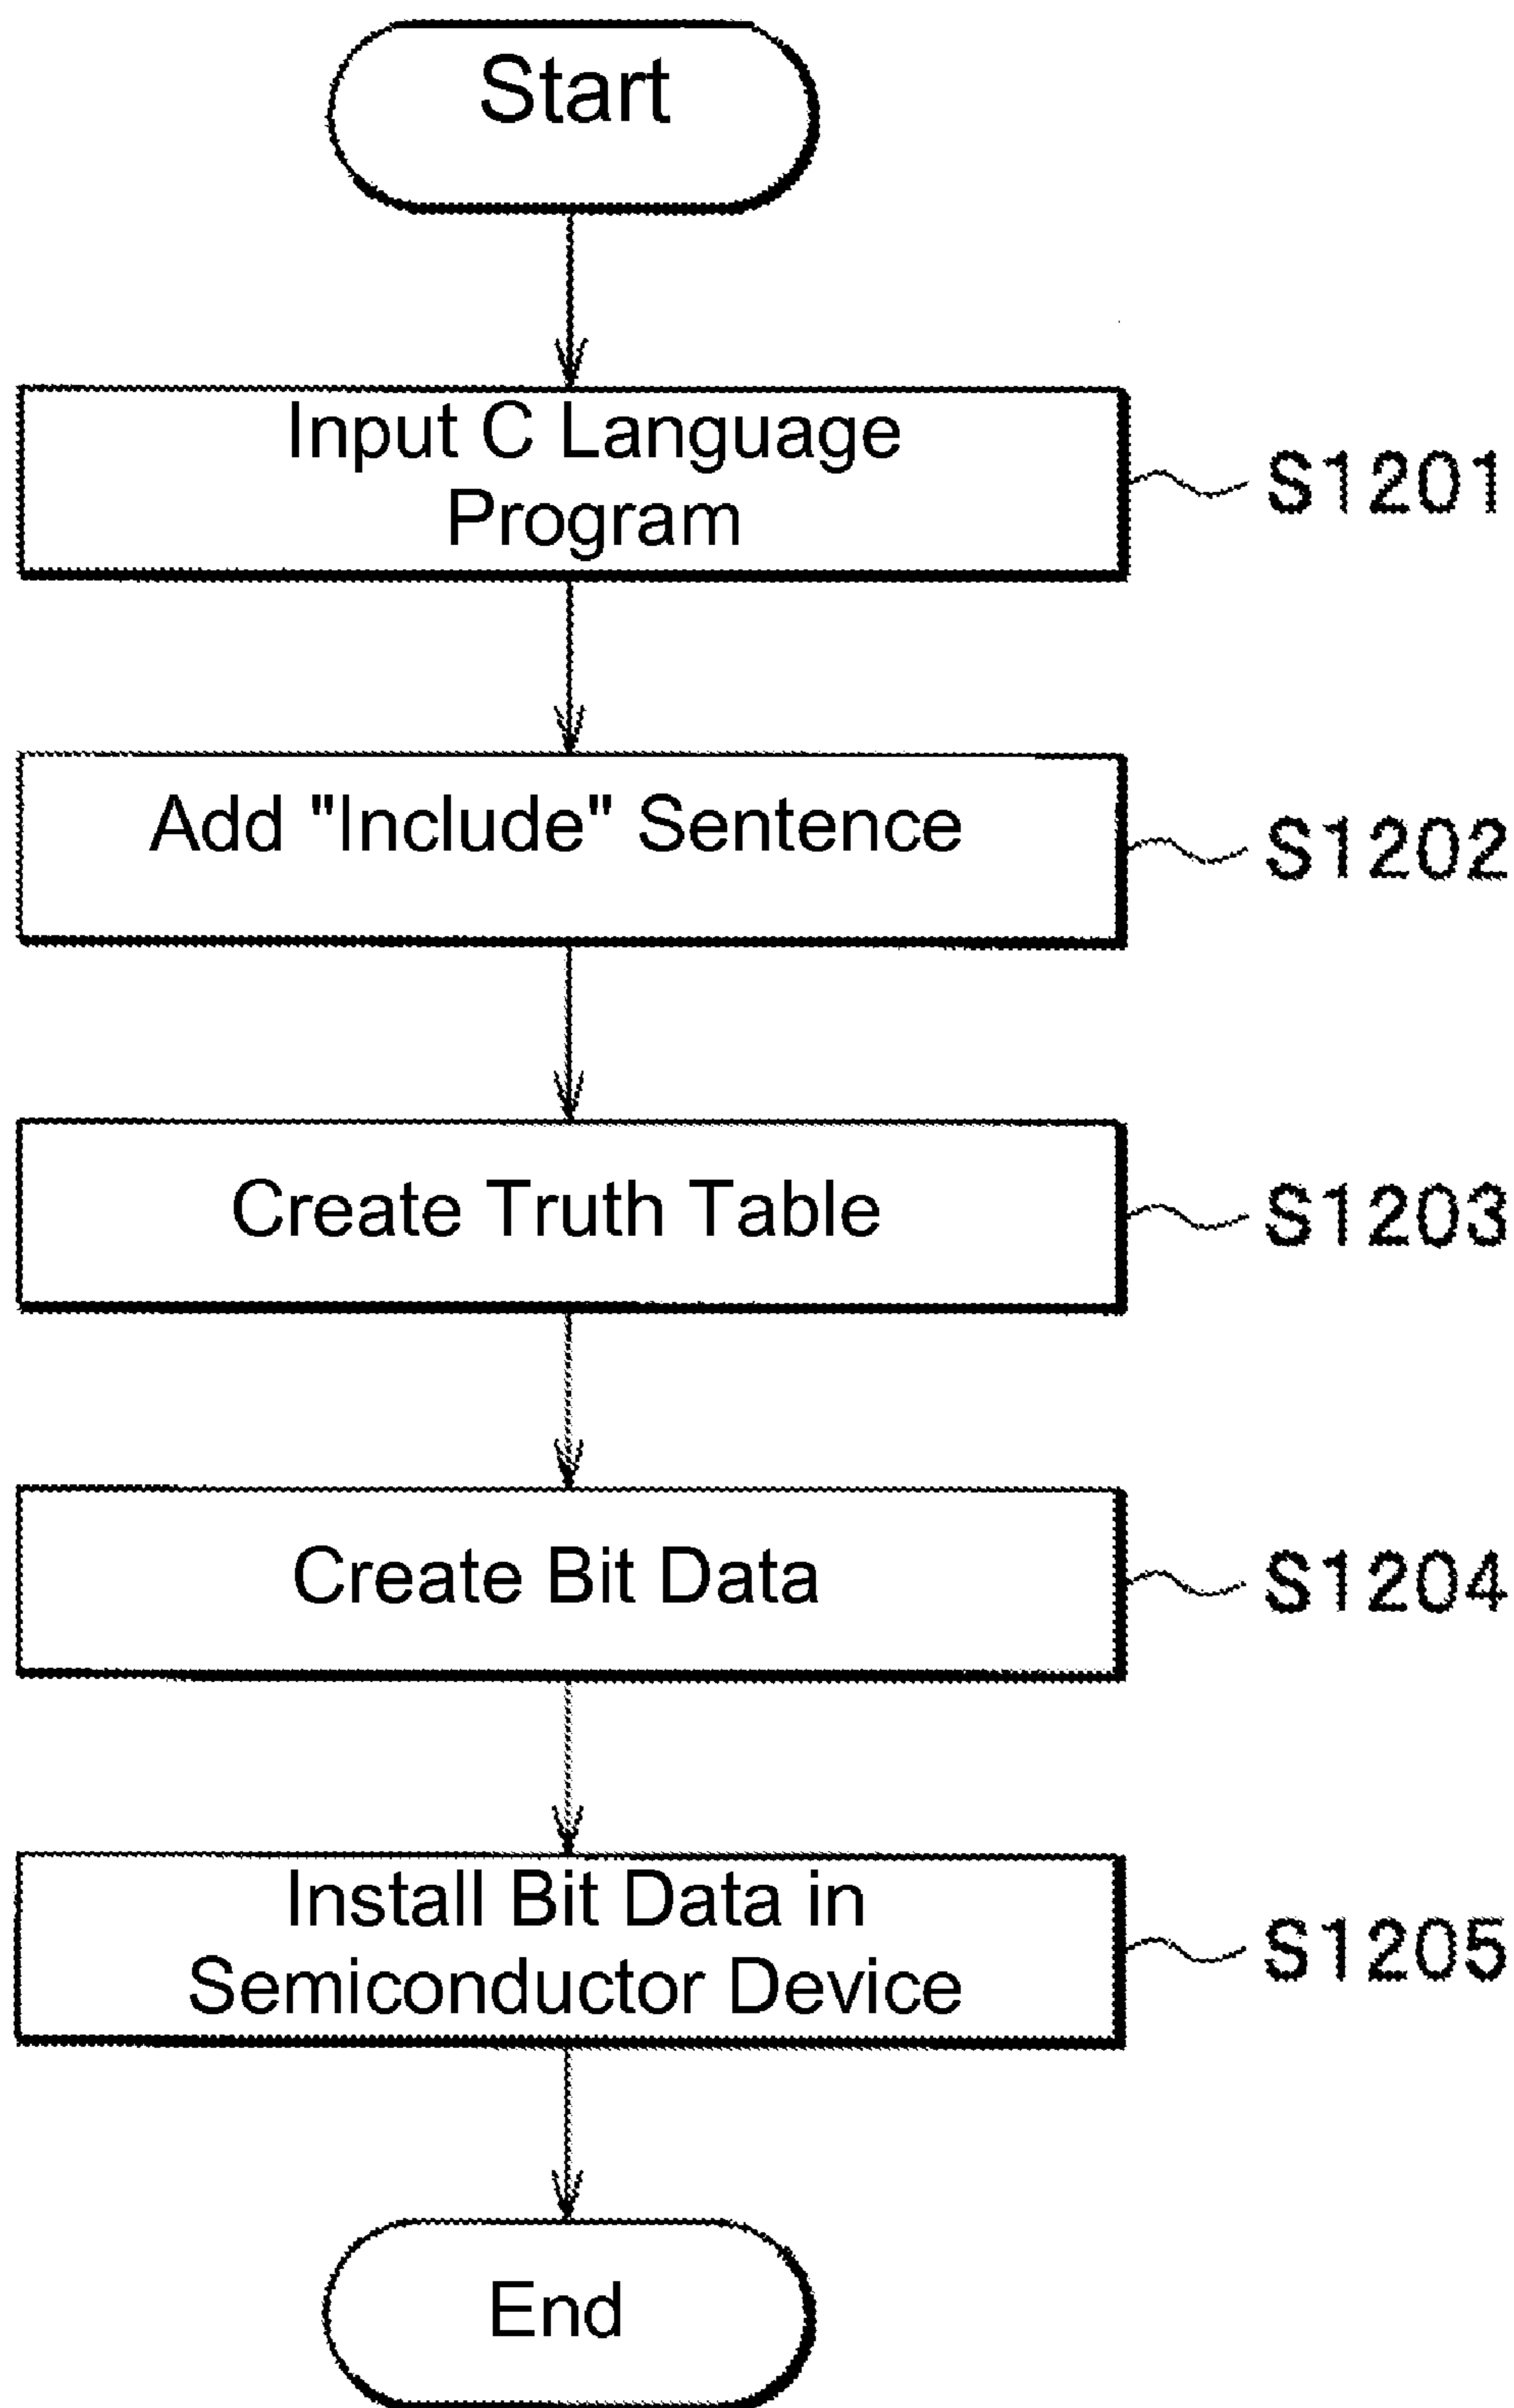 Start
Input C Language
Program
S1201
Add "Include" Sentence
S1202
Create Truth Table
S1203
Create Bit Data
S1204
Install Bit Data in
Semiconductor Device
S1205
End